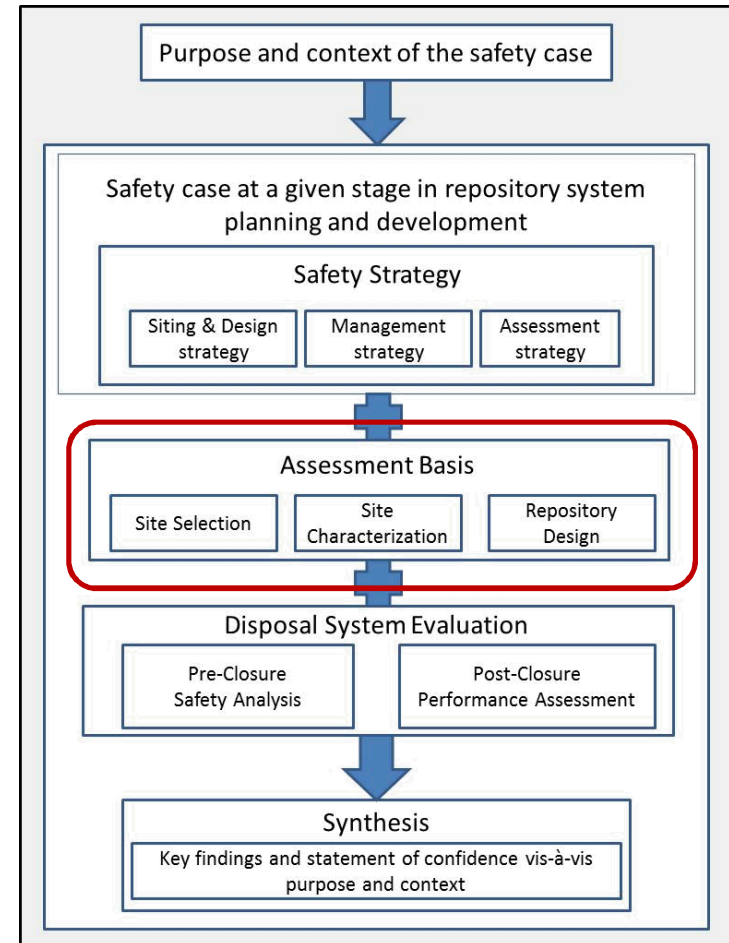 Purpose and context of the safety case
Safety case at a given stage in repository system
planning and development
Safety Strategy
Siting & Design
strategy
Management
strategy
Assessment
strategy
Assessment Basis
Site Selection
Site
Characterization
Repository
Design
Disposal System Evaluation
Pre-Closure
Safety Analysis
Post-Closure
Performance Assessment
Synthesis
Key findings and statement of confidence vis-à-vis
purpose and context